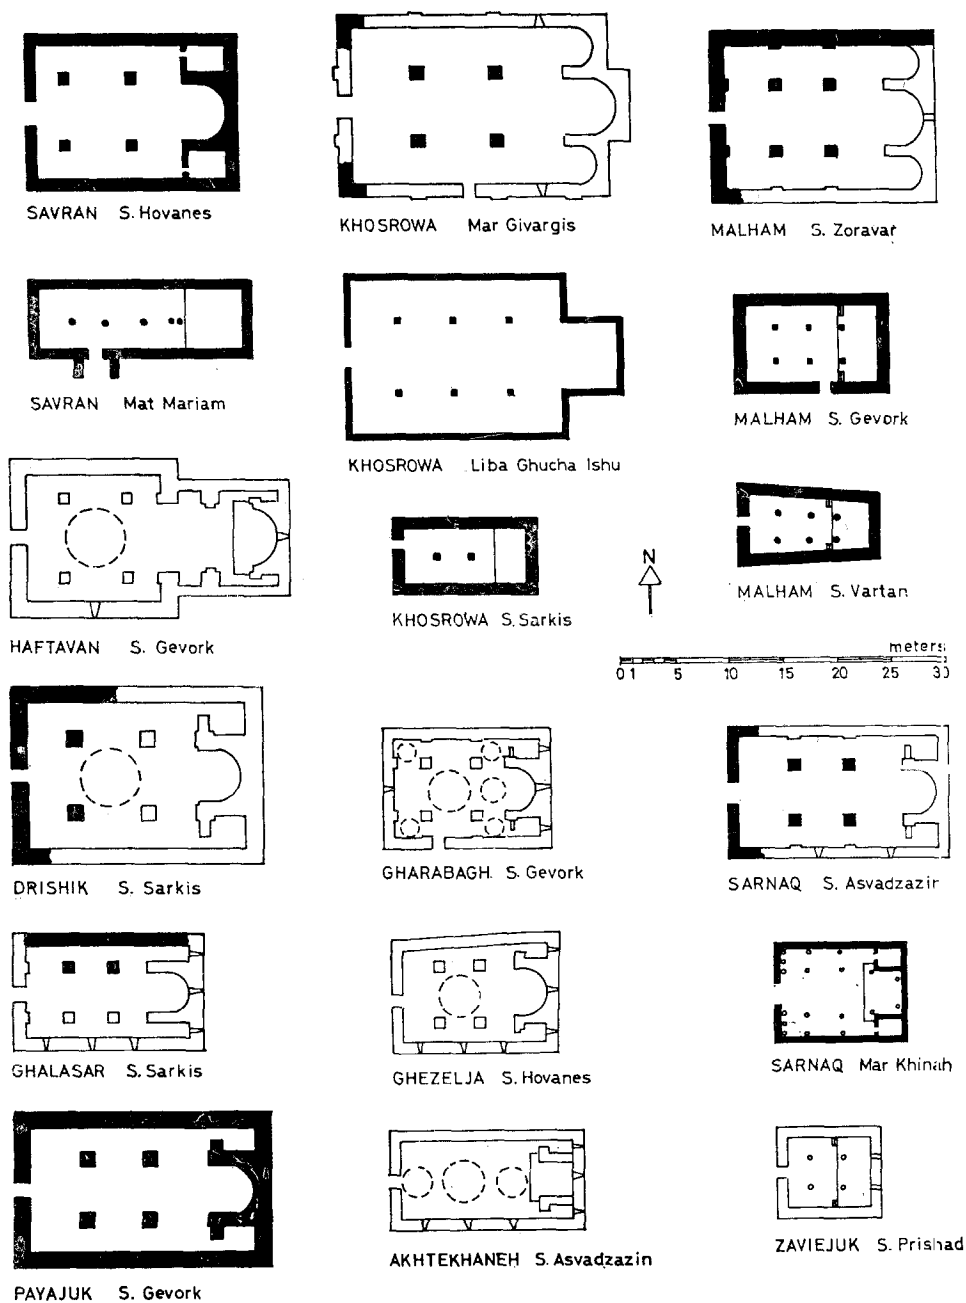 SAVRAN S. Hovanes
KHOSROWA Mar Givargis
MALHAM S. Zoravar
SAVRAN Mat Mariam
KHOSROWA Liba Ghucha Ishu
MALHAM S. Gevork
HAFTAVAN S. Gevork
KHOSROWA S. Sarkis
N
MALHAM S. Vartan
meters
0 1 5 10 15 20 25 30
DRISHIK S. Sarkis
GHARABAGH S. Gevork
SARNAQ S. Asvadzazin
GHALASAR S. Sarkis
GHEZELJA S. Hovanes
SARNAQ Mar Khinah
PAYAJUK S. Gevork
AKHTEKHANEH S. Asvadzazin
ZAVIEJUK S. Prishad